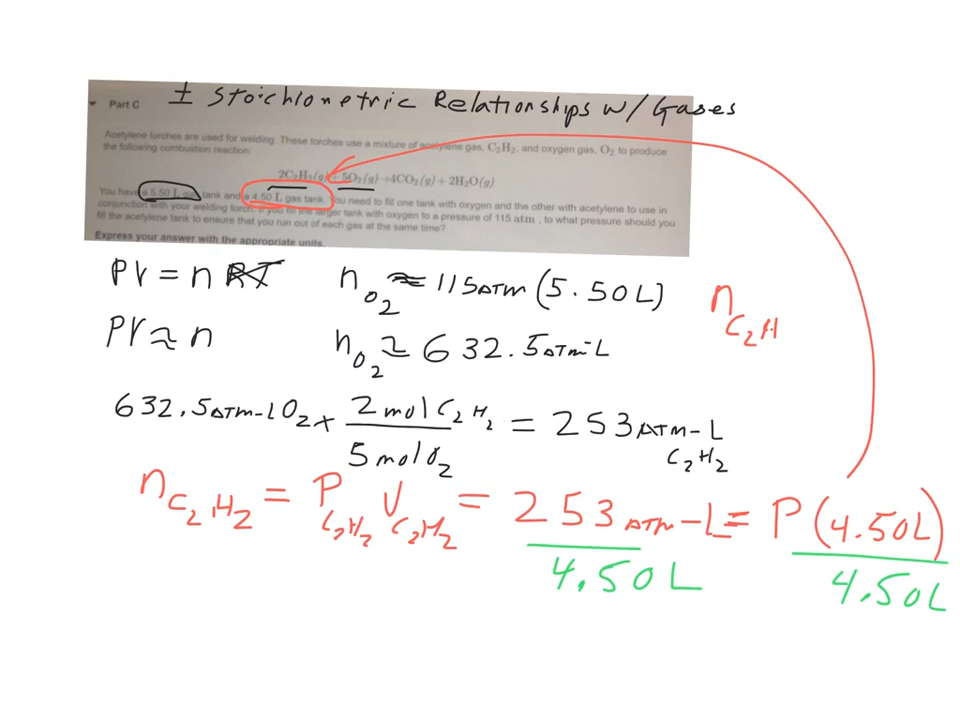 ± Stoichiometric Relationships w/ Gases
Part C
Acetylene torches are used for welding. These torches use a mixture of acetylene gas, C₂H₂, and oxygen gas, O₂ to produce
the following combustion reaction:
2C₂H₂(g) + 5O₂(g)→4CO₂(g) + 2H₂O(g)
You have a 5.50 L gas tank and a 4.50 L gas tank. You need to fill one tank with oxygen and the other with acetylene to use in
conjunction with your welding torch. If you fill the larger tank with oxygen to a pressure of 115 atm, to what pressure should you
fill the acetylene tank to ensure that you run out of each gas at the same time?
Express your answer with the appropriate units.
PV = nRT n O₂ ≈ 115ATM (5.50L)
n C₂H
PV ≈ n n O₂ ≈ 632.5ATM-L
632.5ATM-L O₂ x 2 mol C₂H₂ / 5 mol O₂ = 253 ATM-L C₂H₂
n C₂H₂ = P C₂H₂ V C₂H₂ = 253 ATM-L = P (4.50L)
4.50L 4.50L